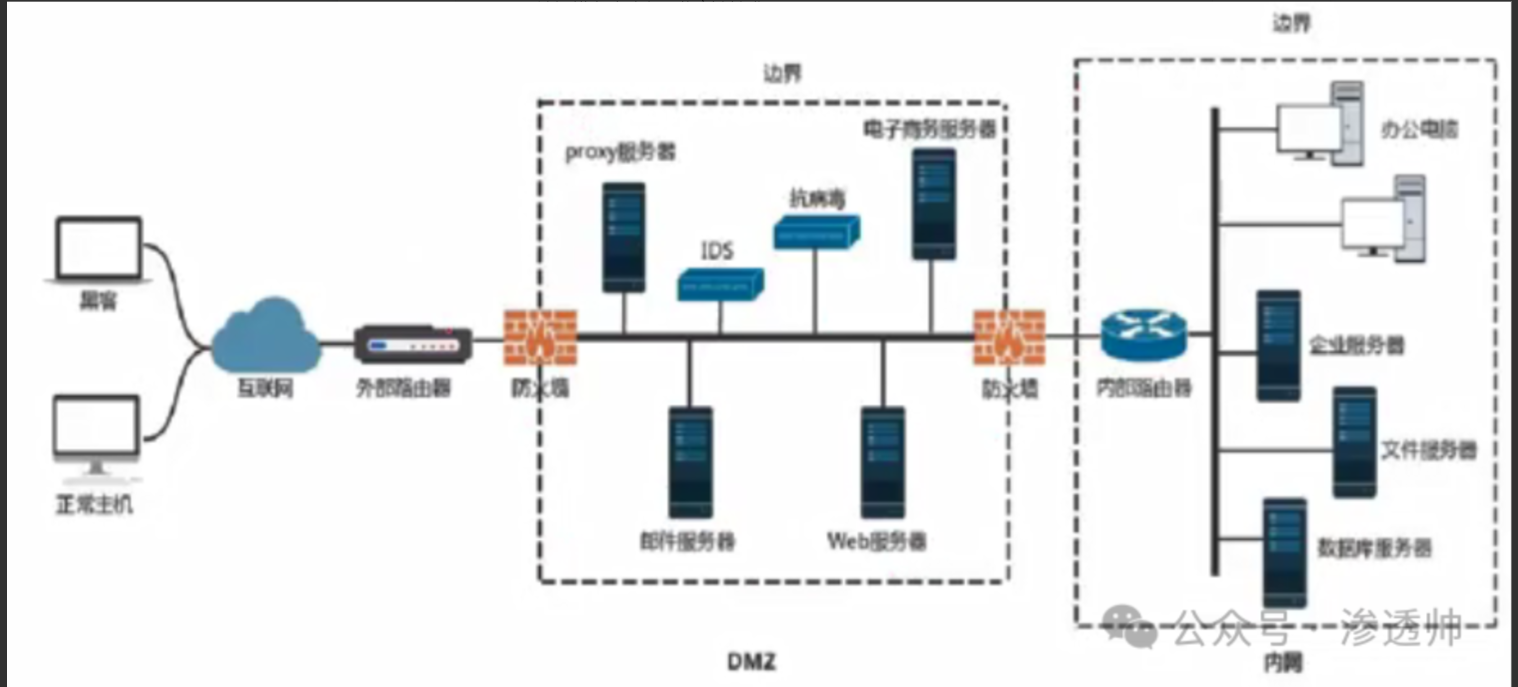 边界
边界
proxy服务器
电子商务服务器
抗病毒
IDS
办公电脑
黑客
互联网
外部路由器
防火墙
防火墙
内部路由器
企业服务器
文件服务器
正常主机
邮件服务器
Web服务器
数据库服务器
公众号 · 渗透帅
DMZ
内网